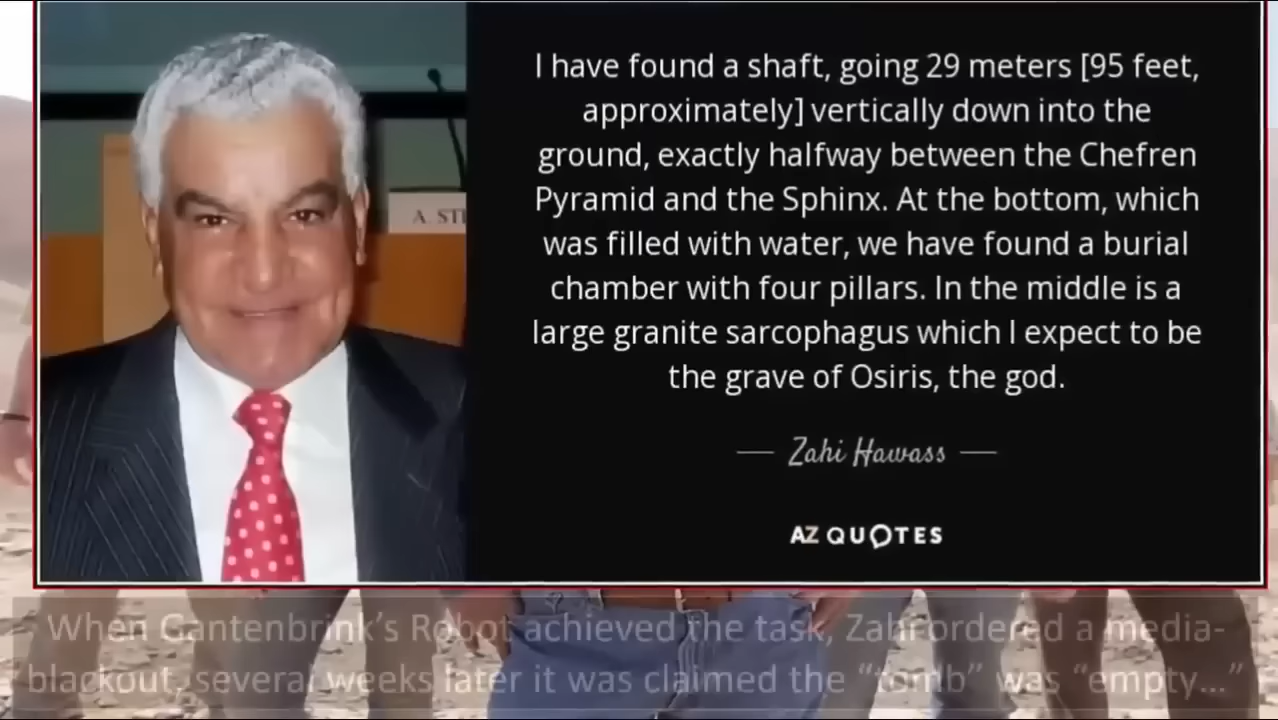 A. STE
I have found a shaft, going 29 meters [95 feet,
approximately] vertically down into the
ground, exactly halfway between the Chefren
Pyramid and the Sphinx. At the bottom, which
was filled with water, we have found a burial
chamber with four pillars. In the middle is a
large granite sarcophagus which I expect to be
the grave of Osiris, the god.
— Zahi Hawass —
AZ QUOTES
When Gantenbrink's Robot achieved the task, Zahi ordered a media-
blackout, several weeks later it was claimed the "tomb" was "empty..."